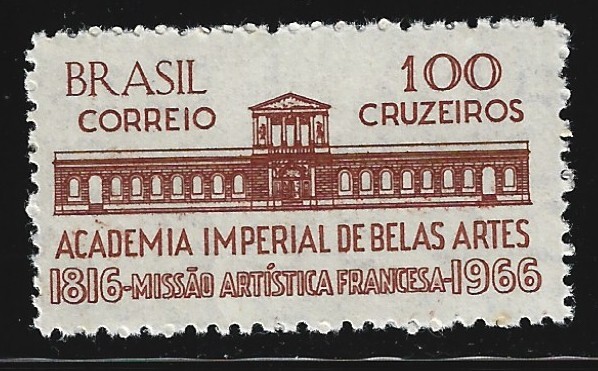 BRASIL 100
CORREIO CRUZEIROS
ACADEMIA IMPERIAL DE BELAS ARTES
1816-MISSÃO ARTÍSTICA FRANCESA-1966